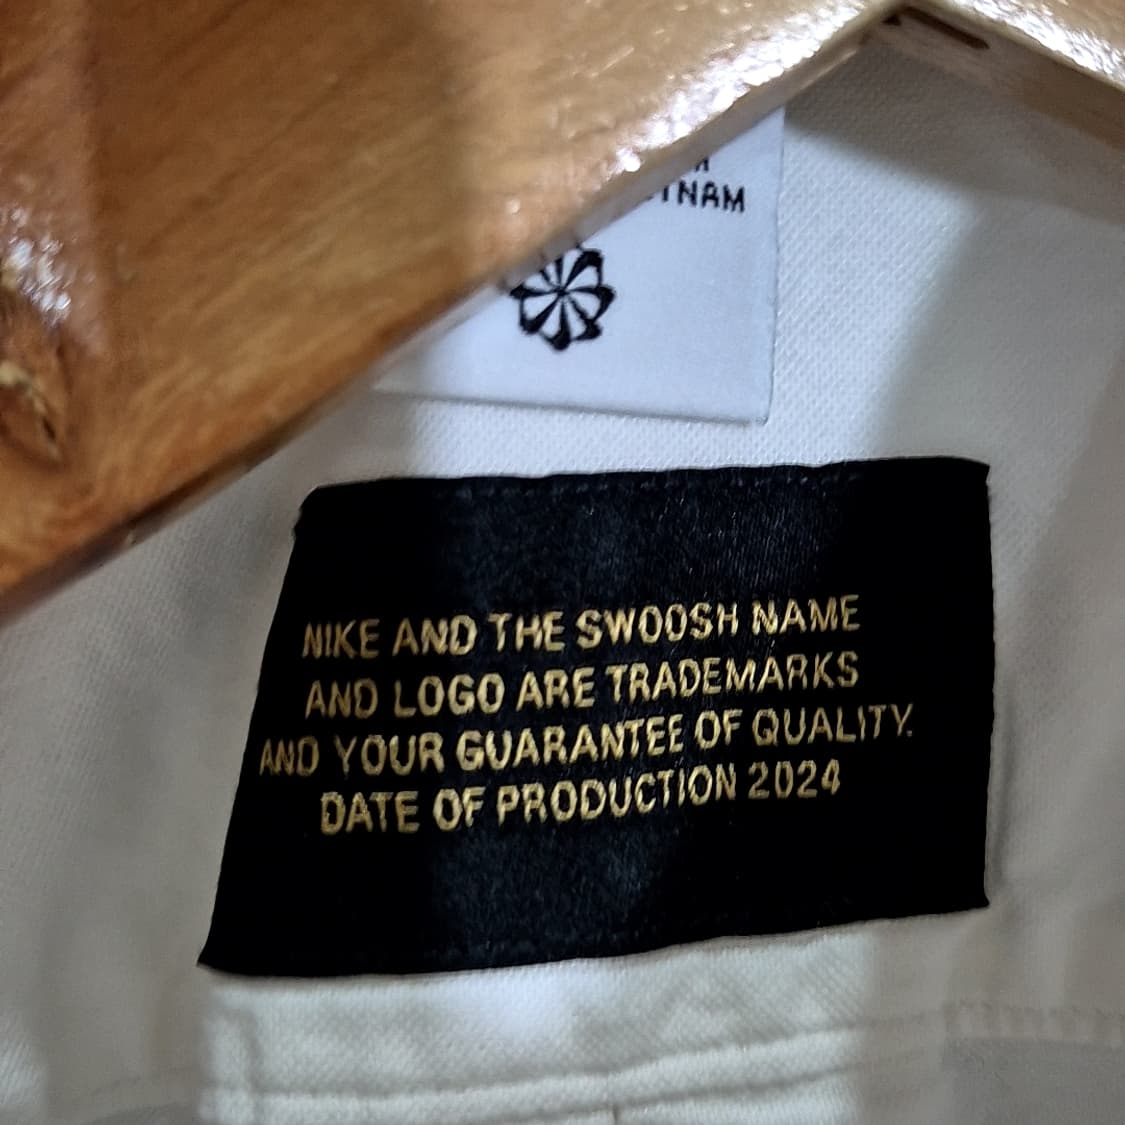 NIKE AND THE SWOOSH NAME
AND LOGO ARE TRADEMARKS
AND YOUR GUARANTEE OF QUALITY.
DATE OF PRODUCTION 2024